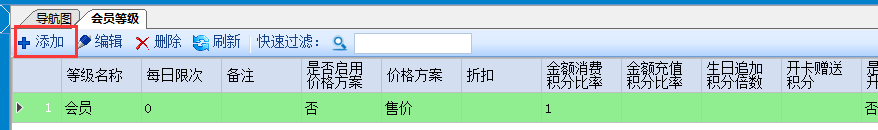 导航图 会员等级
添加 编辑 删除 刷新 快速过滤：
等级名称 每日限次 备注 是否启用价格方案 价格方案 折扣 金额消费积分比率 金额充值积分比率 生日追加积分倍数 开卡赠送积分
1 会员 0 否 售价 1 否